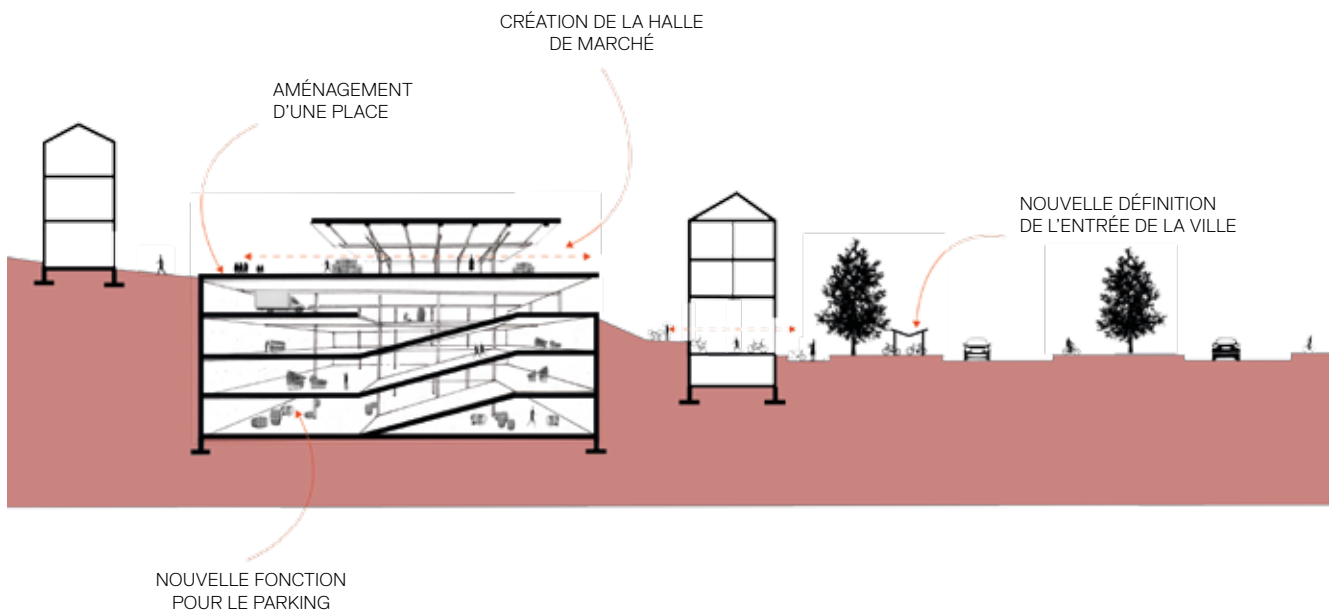 CRÉATION DE LA HALLE
DE MARCHÉ
AMÉNAGEMENT
D'UNE PLACE
NOUVELLE DÉFINITION
DE L'ENTRÉE DE LA VILLE
NOUVELLE FONCTION
POUR LE PARKING